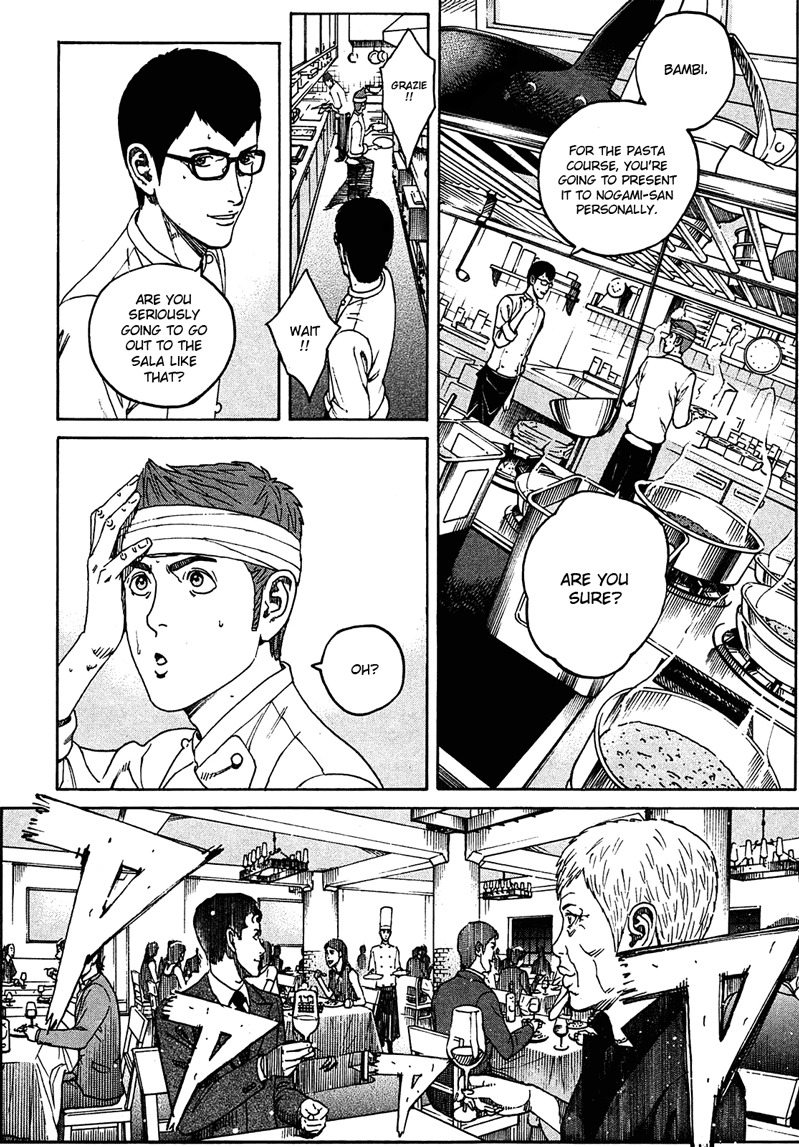 BAMBI.
FOR THE PASTA
COURSE, YOU'RE
GOING TO PRESENT
IT TO NOGAMI-SAN
PERSONALLY.
ARE YOU
SURE?
GRAZIE
!!
WAIT
!!
ARE YOU
SERIOUSLY
GOING TO GO
OUT TO THE
SALA LIKE
THAT?
OH?